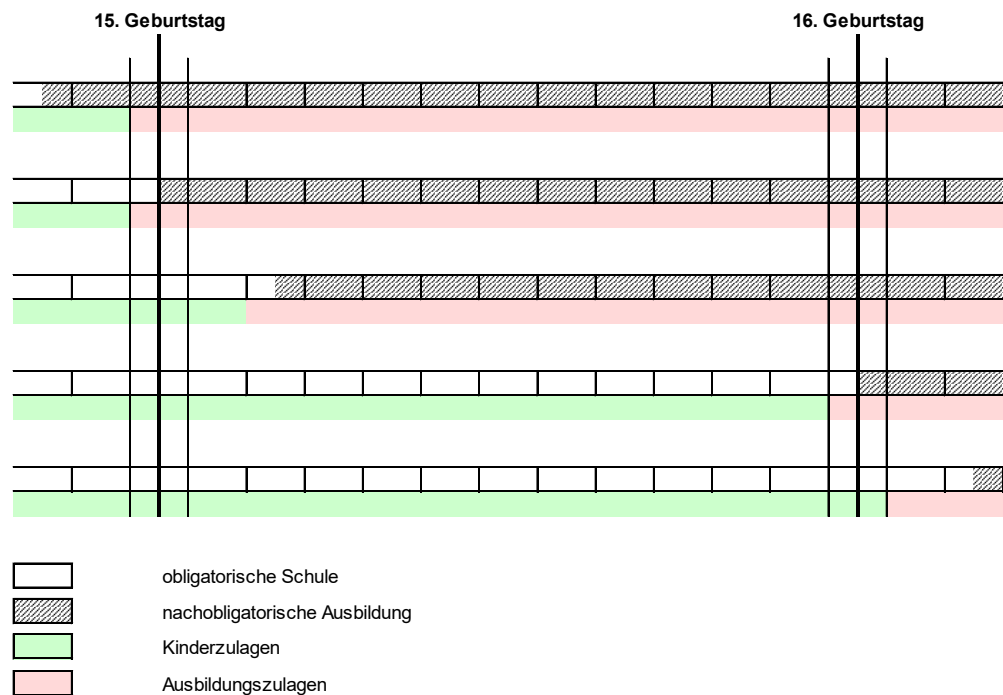 15. Geburtstag 16. Geburtstag
obligatorische Schule
nachobligatorische Ausbildung
Kinderzulagen
Ausbildungszulagen